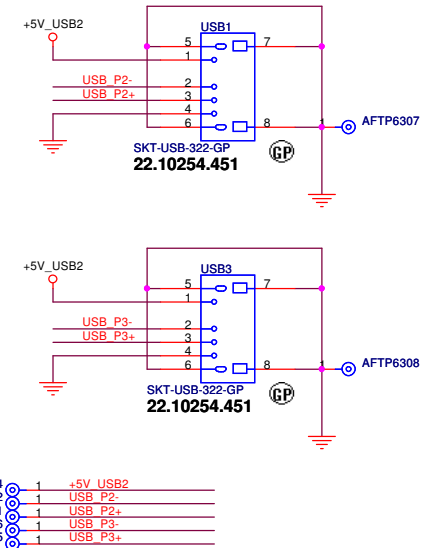 +5V_USB2
USB1
5
7
1
USB_P2-
2
USB_P2+
3
4
6
8
1
AFTP6307
SKT-USB-322-GP
GP
22.10254.451
+5V_USB2
USB3
5
7
1
USB_P3-
2
USB_P3+
3
4
6
8
1
AFTP6308
SKT-USB-322-GP
GP
22.10254.451
1 +5V_USB2
1 USB_P2-
1 USB_P2+
1 USB_P3-
1 USB_P3+